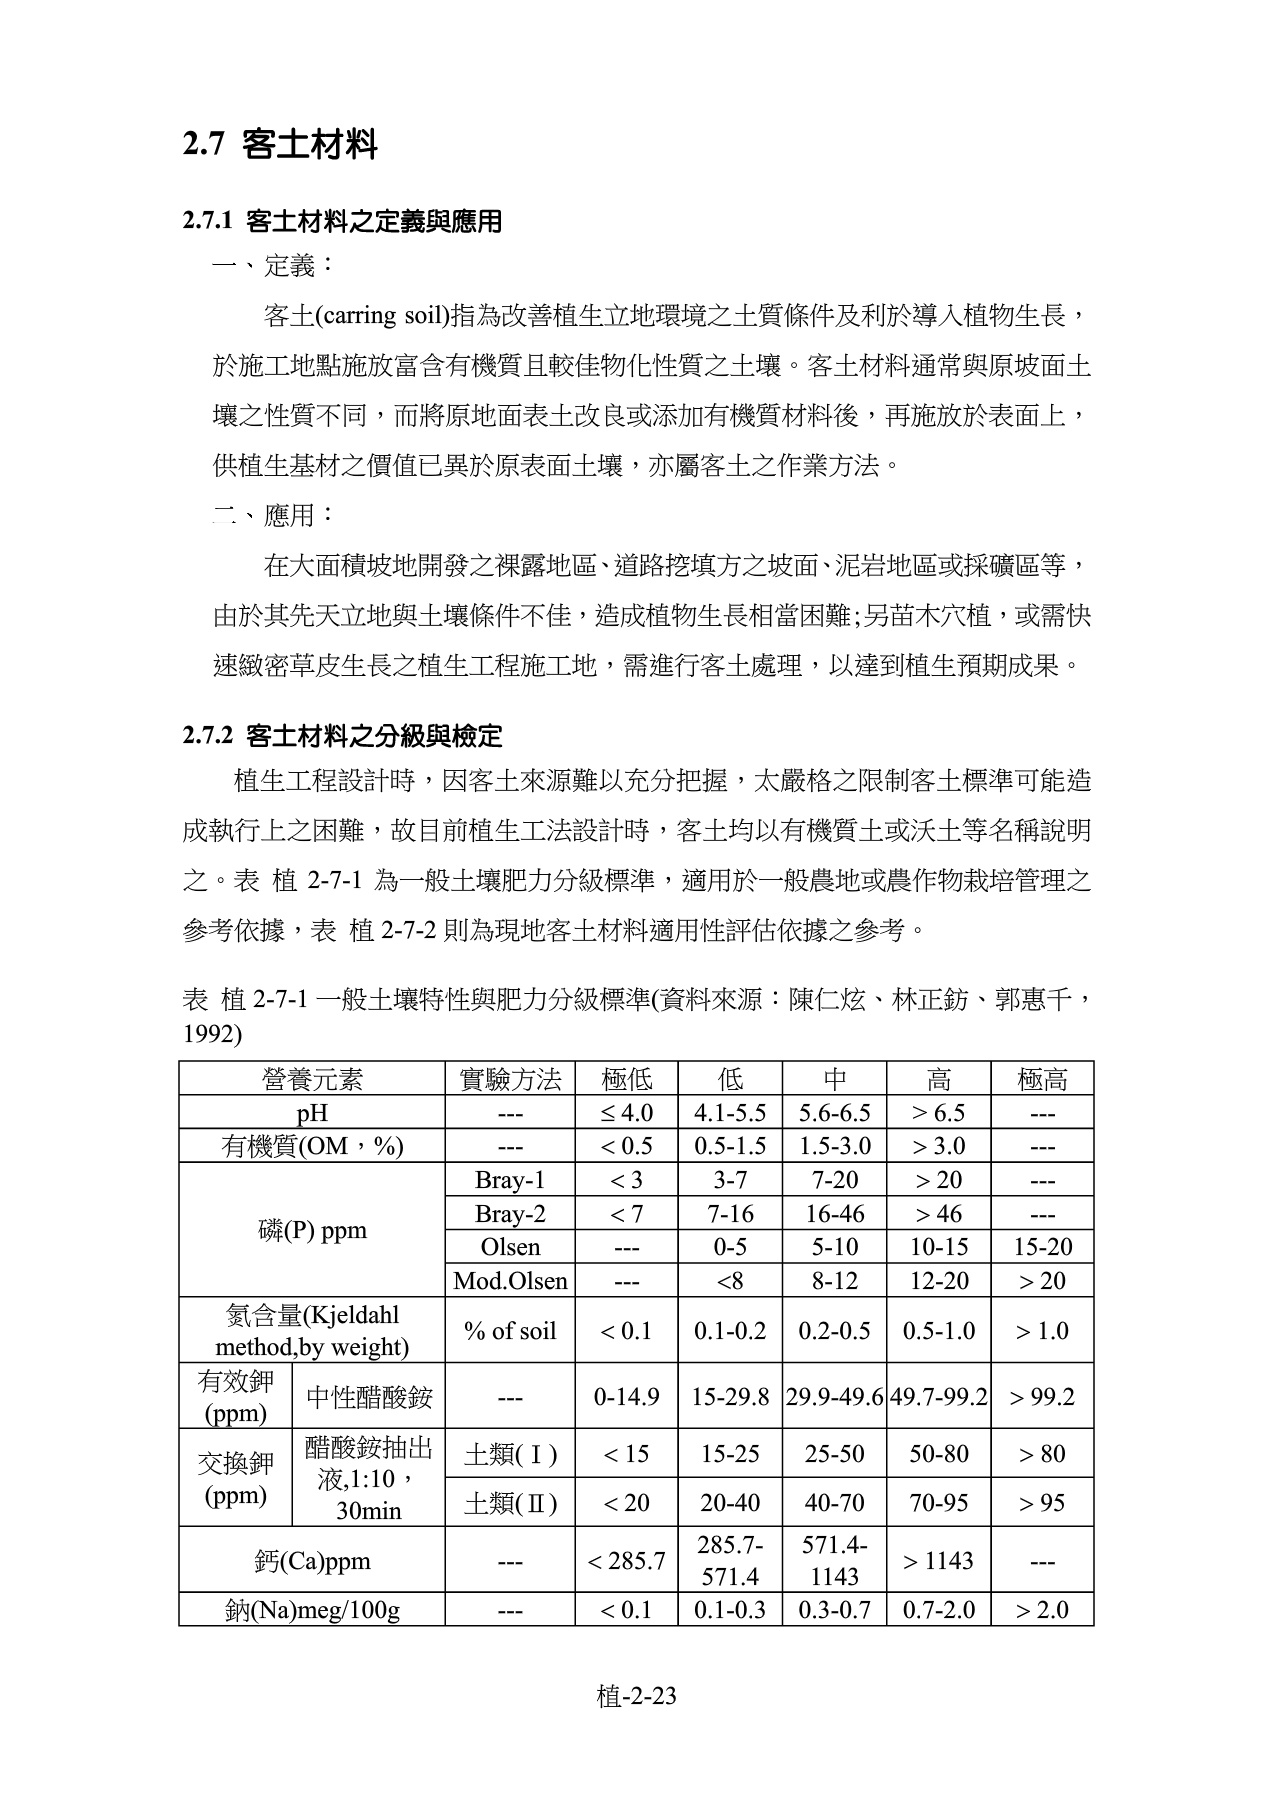 2.7 客土材料
2.7.1 客土材料之定義與應用
一、定義：
客土(carring soil)指為改善植生立地環境之土質條件及利於導入植物生長，
於施工地點施放富含有機質且較佳物化性質之土壤。客土材料通常與原坡面土
壤之性質不同，而將原地面表土改良或添加有機質材料後，再施放於表面上，
供植生基材之價值已異於原表面土壤，亦屬客土之作業方法。
二、應用：
在大面積坡地開發之裸露地區、道路挖填方之坡面、泥岩地區或採礦區等，
由於其先天立地與土壤條件不佳，造成植物生長相當困難;另苗木穴植，或需快
速緻密草皮生長之植生工程施工地，需進行客土處理，以達到植生預期成果。
2.7.2 客土材料之分級與檢定
植生工程設計時，因客土來源難以充分把握，太嚴格之限制客土標準可能造
成執行上之困難，故目前植生工法設計時，客土均以有機質土或沃土等名稱說明
之。表 植 2-7-1 為一般土壤肥力分級標準，適用於一般農地或農作物栽培管理之
參考依據，表 植 2-7-2 則為現地客土材料適用性評估依據之參考。
表 植 2-7-1 一般土壤特性與肥力分級標準(資料來源：陳仁炫、林正鈁、郭惠千，
1992)
營養元素 實驗方法 極低 低 中 高 極高
pH --- ≤ 4.0 4.1-5.5 5.6-6.5 > 6.5 ---
有機質(OM，%) --- < 0.5 0.5-1.5 1.5-3.0 > 3.0 ---
磷(P) ppm Bray-1 < 3 3-7 7-20 > 20 ---
Bray-2 < 7 7-16 16-46 > 46 ---
Olsen --- 0-5 5-10 10-15 15-20
Mod.Olsen --- <8 8-12 12-20 > 20
氮含量(Kjeldahl
method,by weight) % of soil < 0.1 0.1-0.2 0.2-0.5 0.5-1.0 > 1.0
有效鉀
(ppm) 中性醋酸銨 --- 0-14.9 15-29.8 29.9-49.6 49.7-99.2 > 99.2
交換鉀
(ppm) 醋酸銨抽出
液,1:10，
30min 土類(Ⅰ) < 15 15-25 25-50 50-80 > 80
土類(Ⅱ) < 20 20-40 40-70 70-95 > 95
鈣(Ca)ppm --- < 285.7 285.7-
571.4 571.4-
1143 > 1143 ---
鈉(Na)meg/100g --- < 0.1 0.1-0.3 0.3-0.7 0.7-2.0 > 2.0
植-2-23